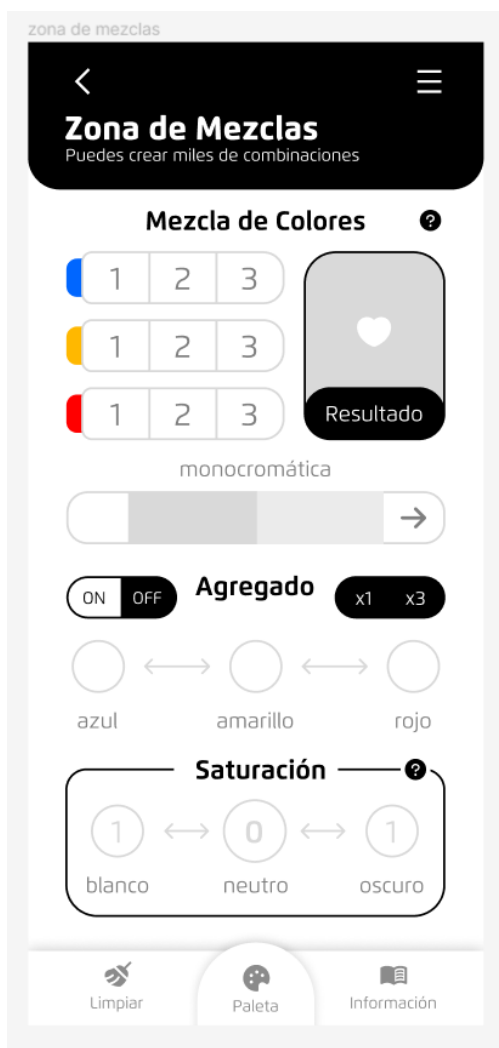 zona de mezclas
Zona de Mezclas
Puedes crear miles de combinaciones
Mezcla de Colores ?
1 2 3
1 2 3
1 2 3
Resultado
monocromática
ON OFF Agregado x1 x3
azul amarillo rojo
Saturación ?
1 0 1
blanco neutro oscuro
Limpiar Paleta Información